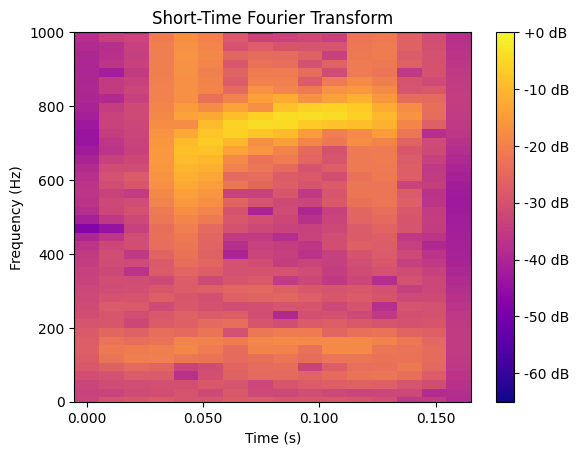 Short-Time Fourier Transform
1000
800
600
400
200
0
Frequency (Hz)
0.000
0.050
0.100
0.150
Time (s)
+0 dB
-10 dB
-20 dB
-30 dB
-40 dB
-50 dB
-60 dB